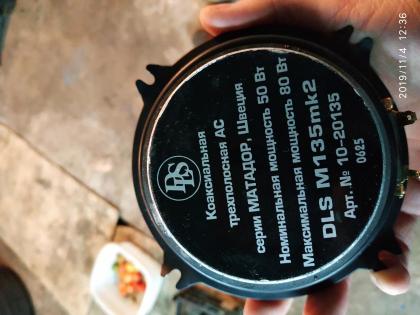 DLS
Коаксиальная
трехполосная АС
серии МАТАДОР, Швеция
Номинальная мощность 50 Вт
Максимальная мощность 80 Вт
DLS M135mk2
Арт. № 10-20135
0625
2019/11/4 12:36